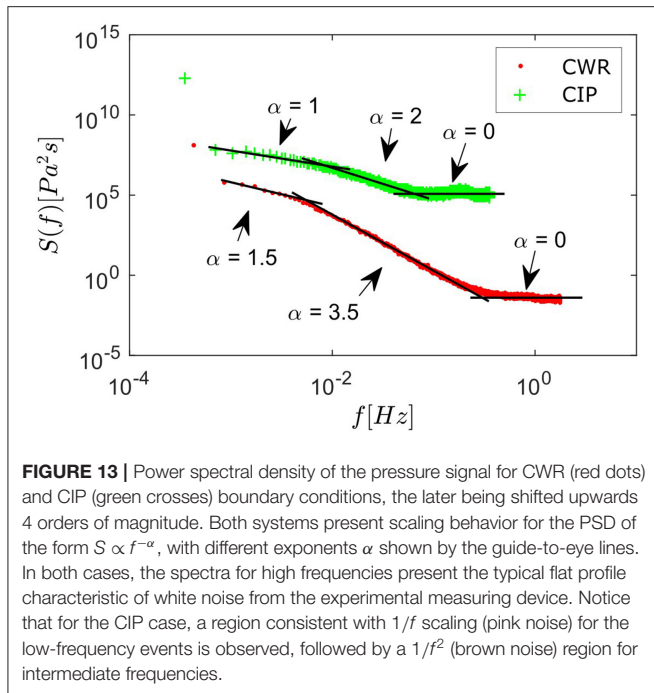 10^15
10^10
10^5
10^0
10^-5
S(f)[Pa²s]
CWR
CIP
α = 1
α = 2
α = 0
α = 0
α = 1.5
α = 3.5
10^-4
10^-2
10^0
f[Hz]
FIGURE 13 | Power spectral density of the pressure signal for CWR (red dots)
and CIP (green crosses) boundary conditions, the later being shifted upwards
4 orders of magnitude. Both systems present scaling behavior for the PSD of
the form S ∝ f^−α, with different exponents α shown by the guide-to-eye lines.
In both cases, the spectra for high frequencies present the typical flat profile
characteristic of white noise from the experimental measuring device. Notice
that for the CIP case, a region consistent with 1/f scaling (pink noise) for the
low-frequency events is observed, followed by a 1/f² (brown noise) region for
intermediate frequencies.